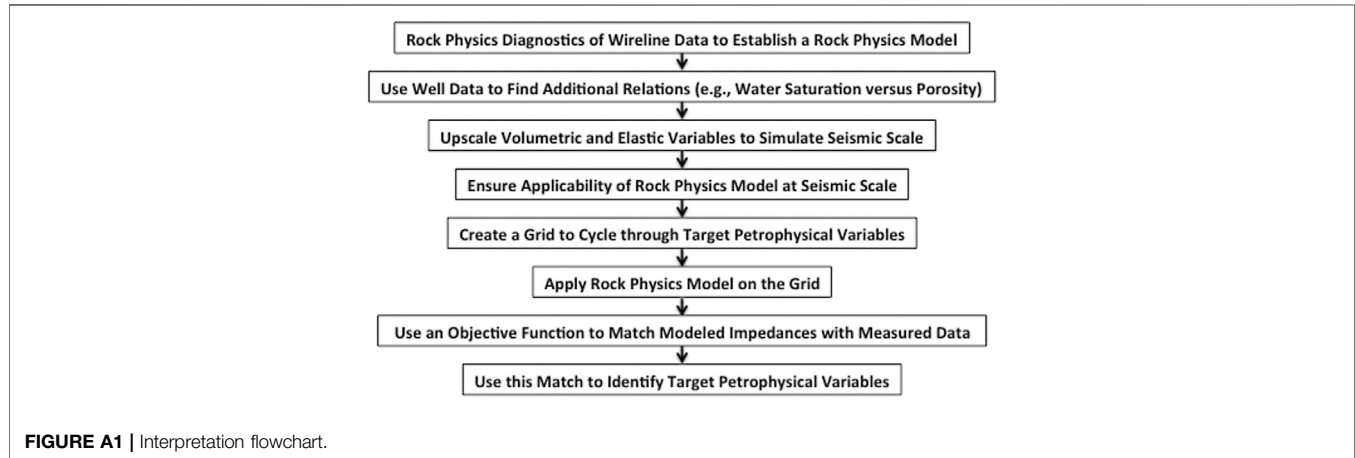 Rock Physics Diagnostics of Wireline Data to Establish a Rock Physics Model
Use Well Data to Find Additional Relations (e.g., Water Saturation versus Porosity)
Upscale Volumetric and Elastic Variables to Simulate Seismic Scale
Ensure Applicability of Rock Physics Model at Seismic Scale
Create a Grid to Cycle through Target Petrophysical Variables
Apply Rock Physics Model on the Grid
Use an Objective Function to Match Modeled Impedances with Measured Data
Use this Match to Identify Target Petrophysical Variables
FIGURE A1 | Interpretation flowchart.